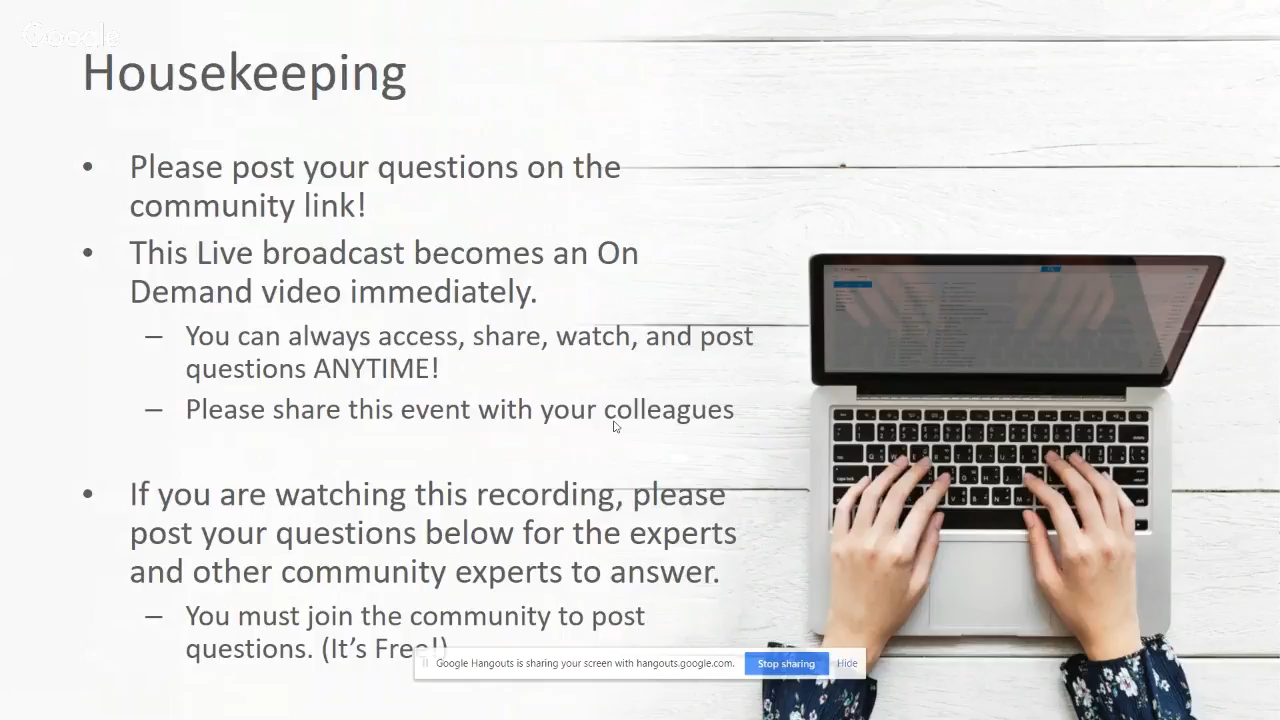 Google
Housekeeping
• Please post your questions on the
community link!
• This Live broadcast becomes an On
Demand video immediately.
– You can always access, share, watch, and post
questions ANYTIME!
– Please share this event with your colleagues
• If you are watching this recording, please
post your questions below for the experts
and other community experts to answer.
– You must join the community to post
questions. (It’s Free!)
Google Hangouts is sharing your screen with hangouts.google.com. Stop sharing Hide